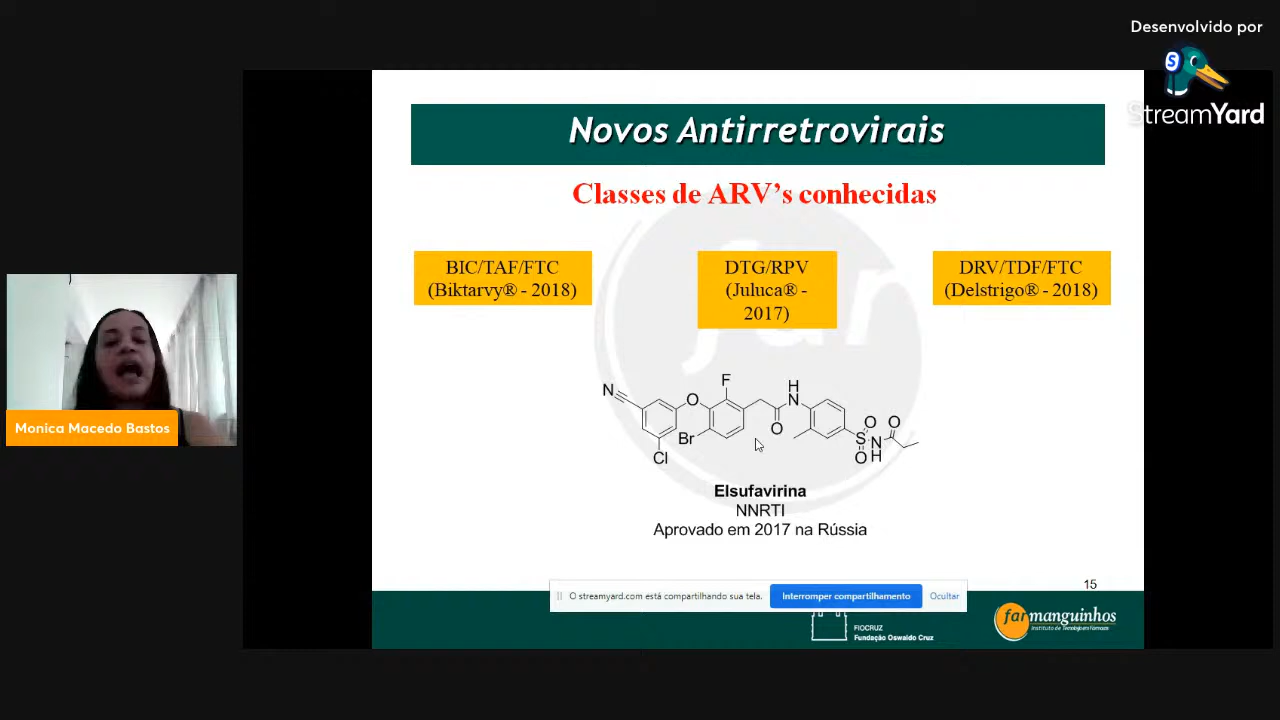 Desenvolvido por
S
StreamYard
Novos Antirretrovirais
Classes de ARV's conhecidas
BIC/TAF/FTC
(Biktarvy® - 2018)
DTG/RPV
(Juluca® -
2017)
DRV/TDF/FTC
(Delstrigo® - 2018)
far
N
O
F
H
N
O
Br
Cl
O
S
O
N
H
O
Elsufavirina
NNRTI
Aprovado em 2017 na Rússia
Monica Macedo Bastos
15
O streamyard.com está compartilhando sua tela.
Interromper compartilhamento
Ocultar
FIOCRUZ
Fundação Oswaldo Cruz
farmanguinhos
Instituto de Tecnologia em Fármacos